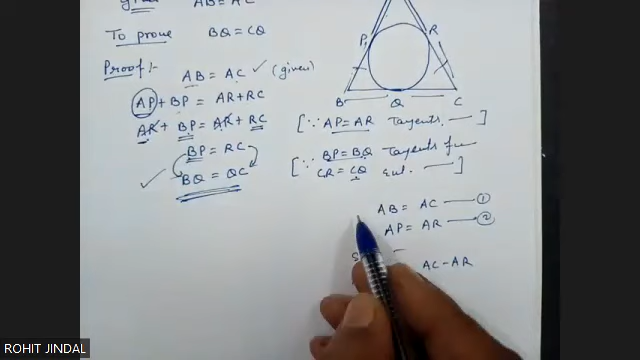 given AB = AC
To prove BQ = CQ
Proof :-
AB = AC ✓ (given)
AP + BP = AR + RC
AR + BP = AR + RC
BP = RC
✓ BQ = QC
P R
B Q C
[∵ AP = AR Tangents. — ]
[∵ BP = BQ Tangents
CR = CQ — ]
AB = AC — ①
AP = AR — ②
AC - AR
ROHIT JINDAL